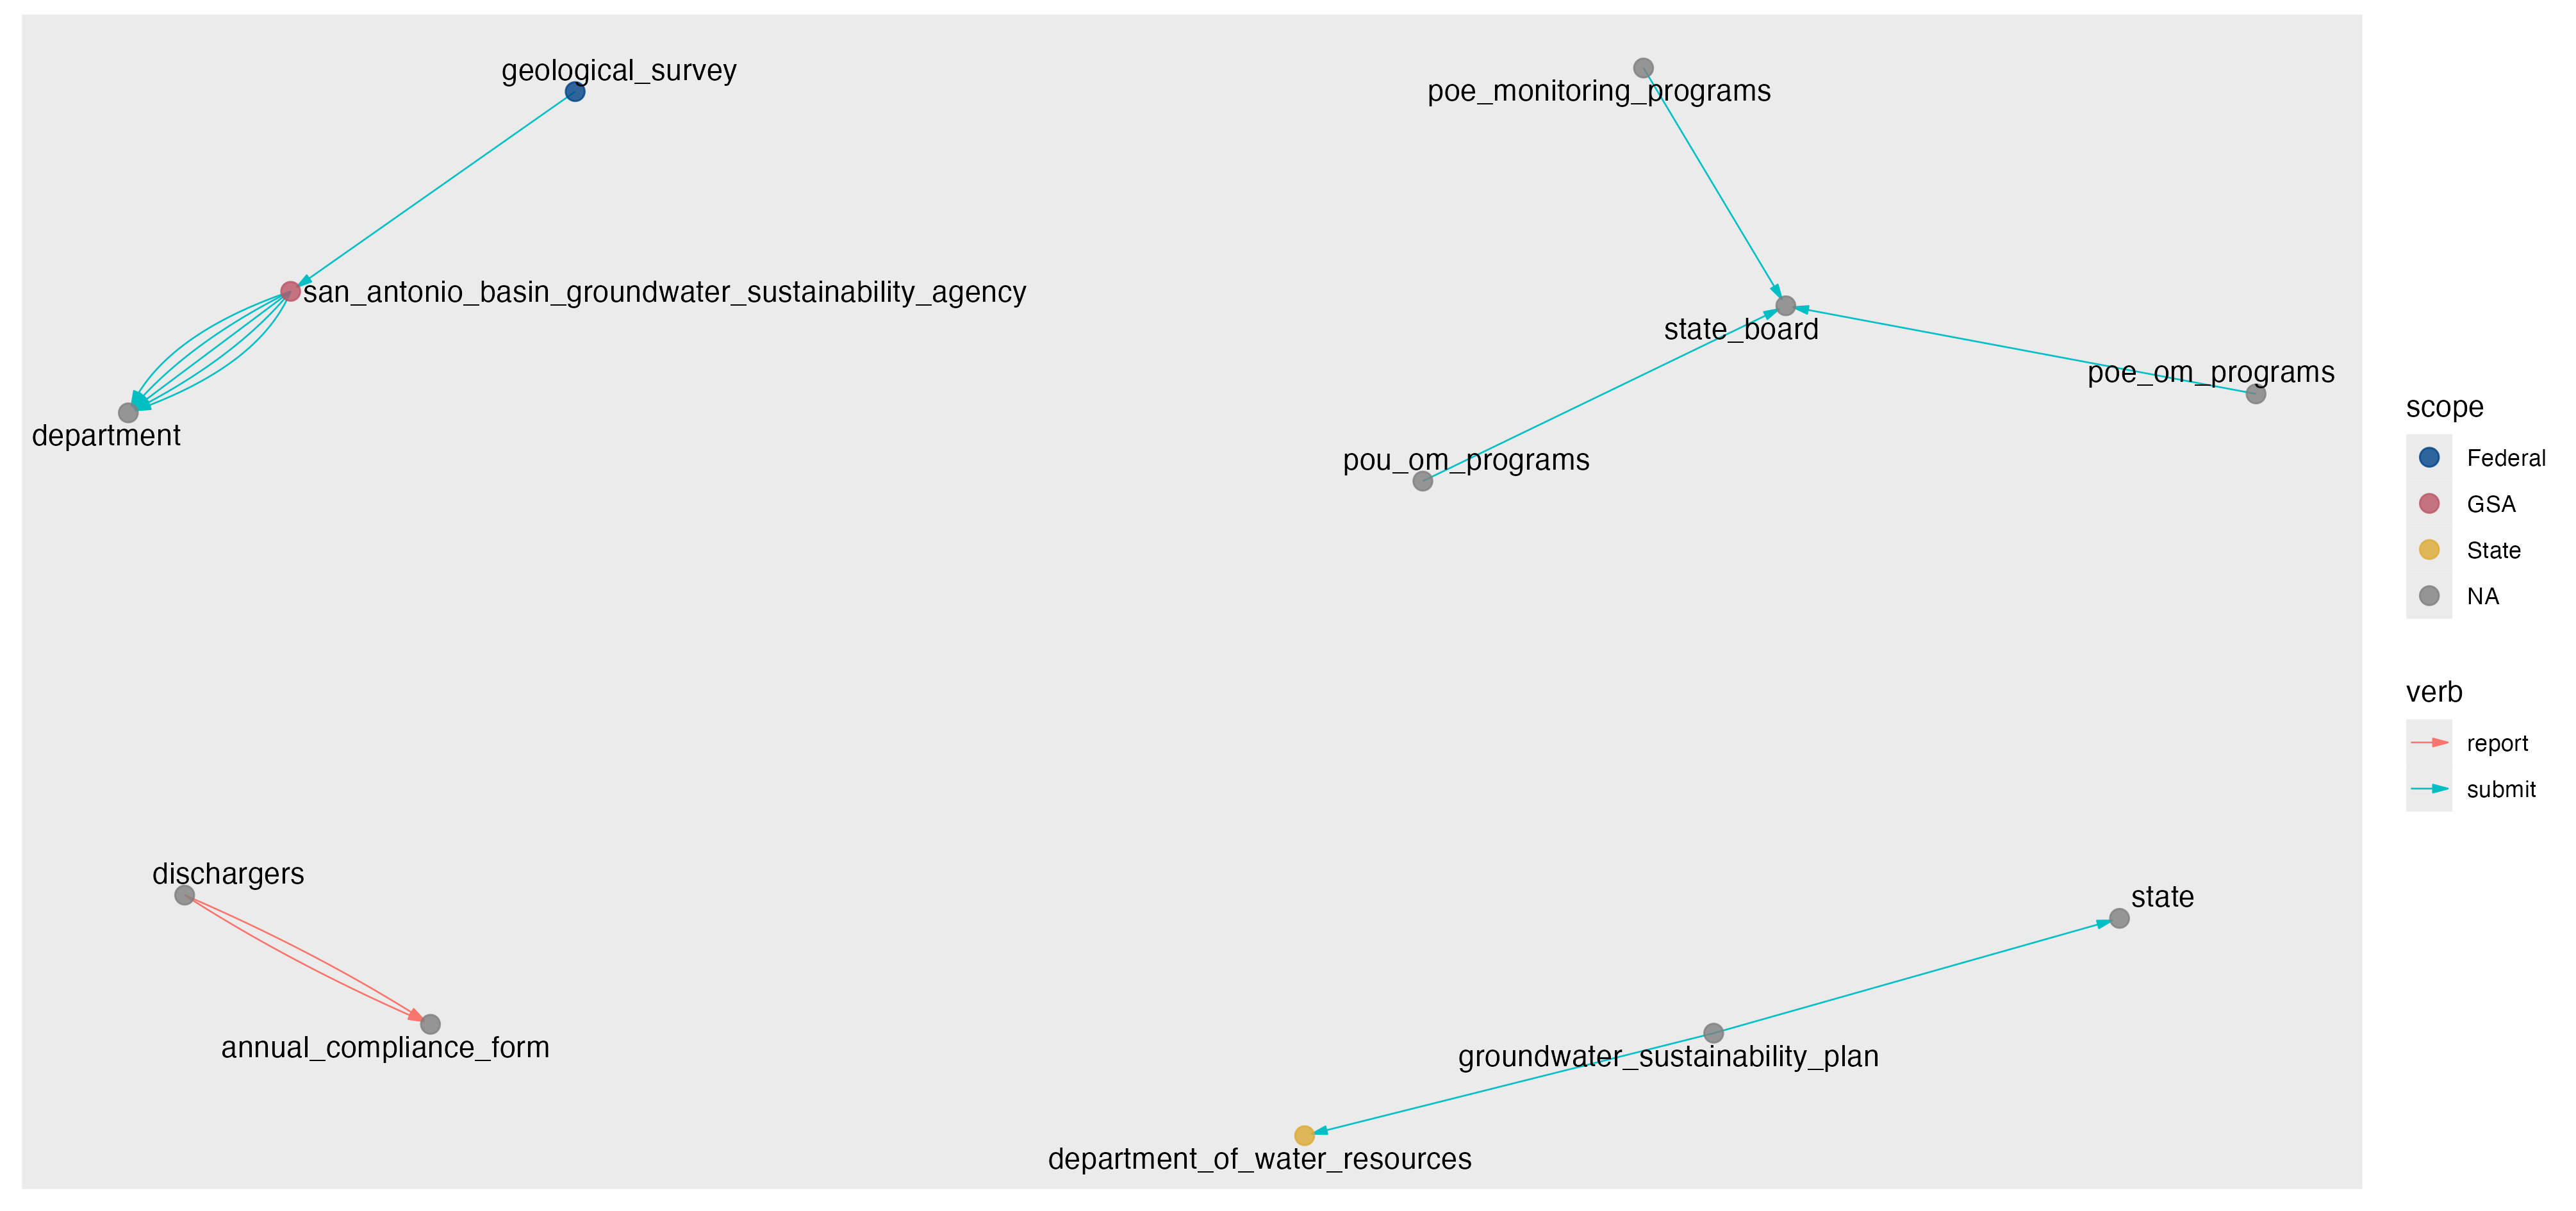 geological_survey
poe_monitoring_programs
san_antonio_basin_groundwater_sustainability_agency
state_board
poe_om_programs
department
pou_om_programs
dischargers
state
annual_compliance_form
groundwater_sustainability_plan
department_of_water_resources
scope
Federal
GSA
State
NA
verb
report
submit